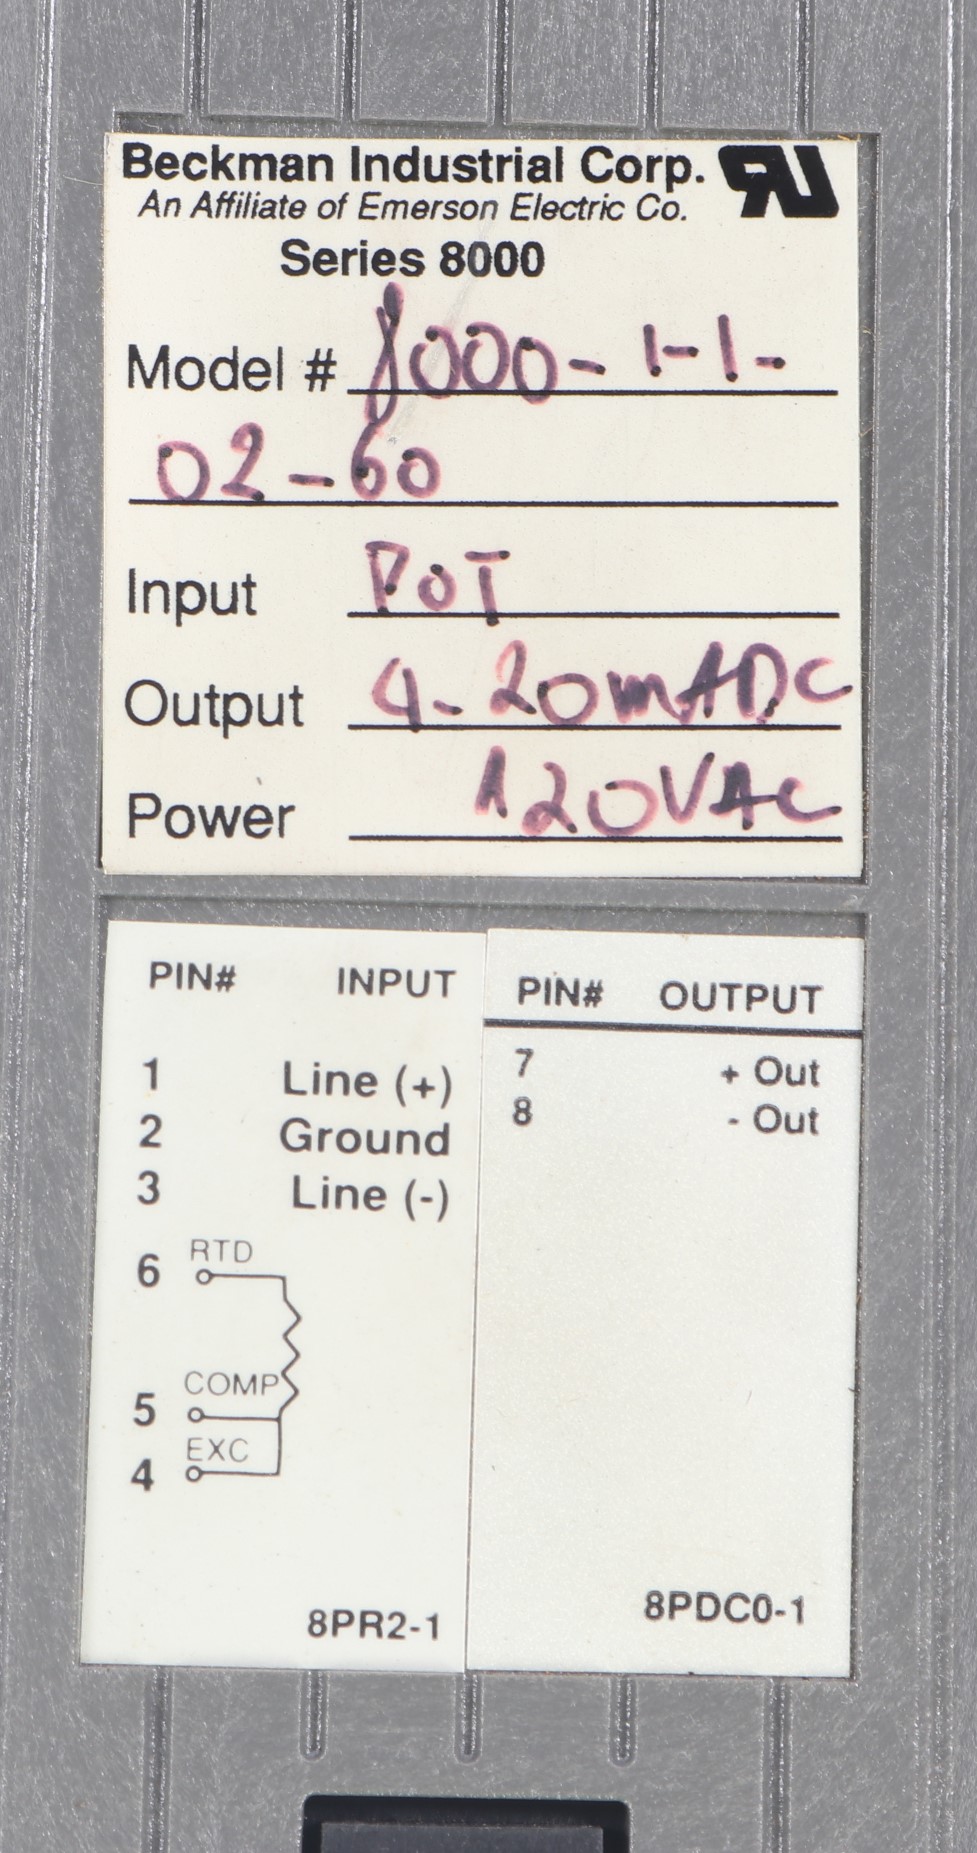 Beckman Industrial Corp.
An Affiliate of Emerson Electric Co.
Series 8000
Model # 8000-1-1-
02-60
Input POT
Output 4-20mADC
Power 120VAC
PIN# INPUT
1 Line (+)
2 Ground
3 Line (-)
6 RTD
5 COMP
4 EXC
8PR2-1
PIN# OUTPUT
7 + Out
8 - Out
8PDC0-1